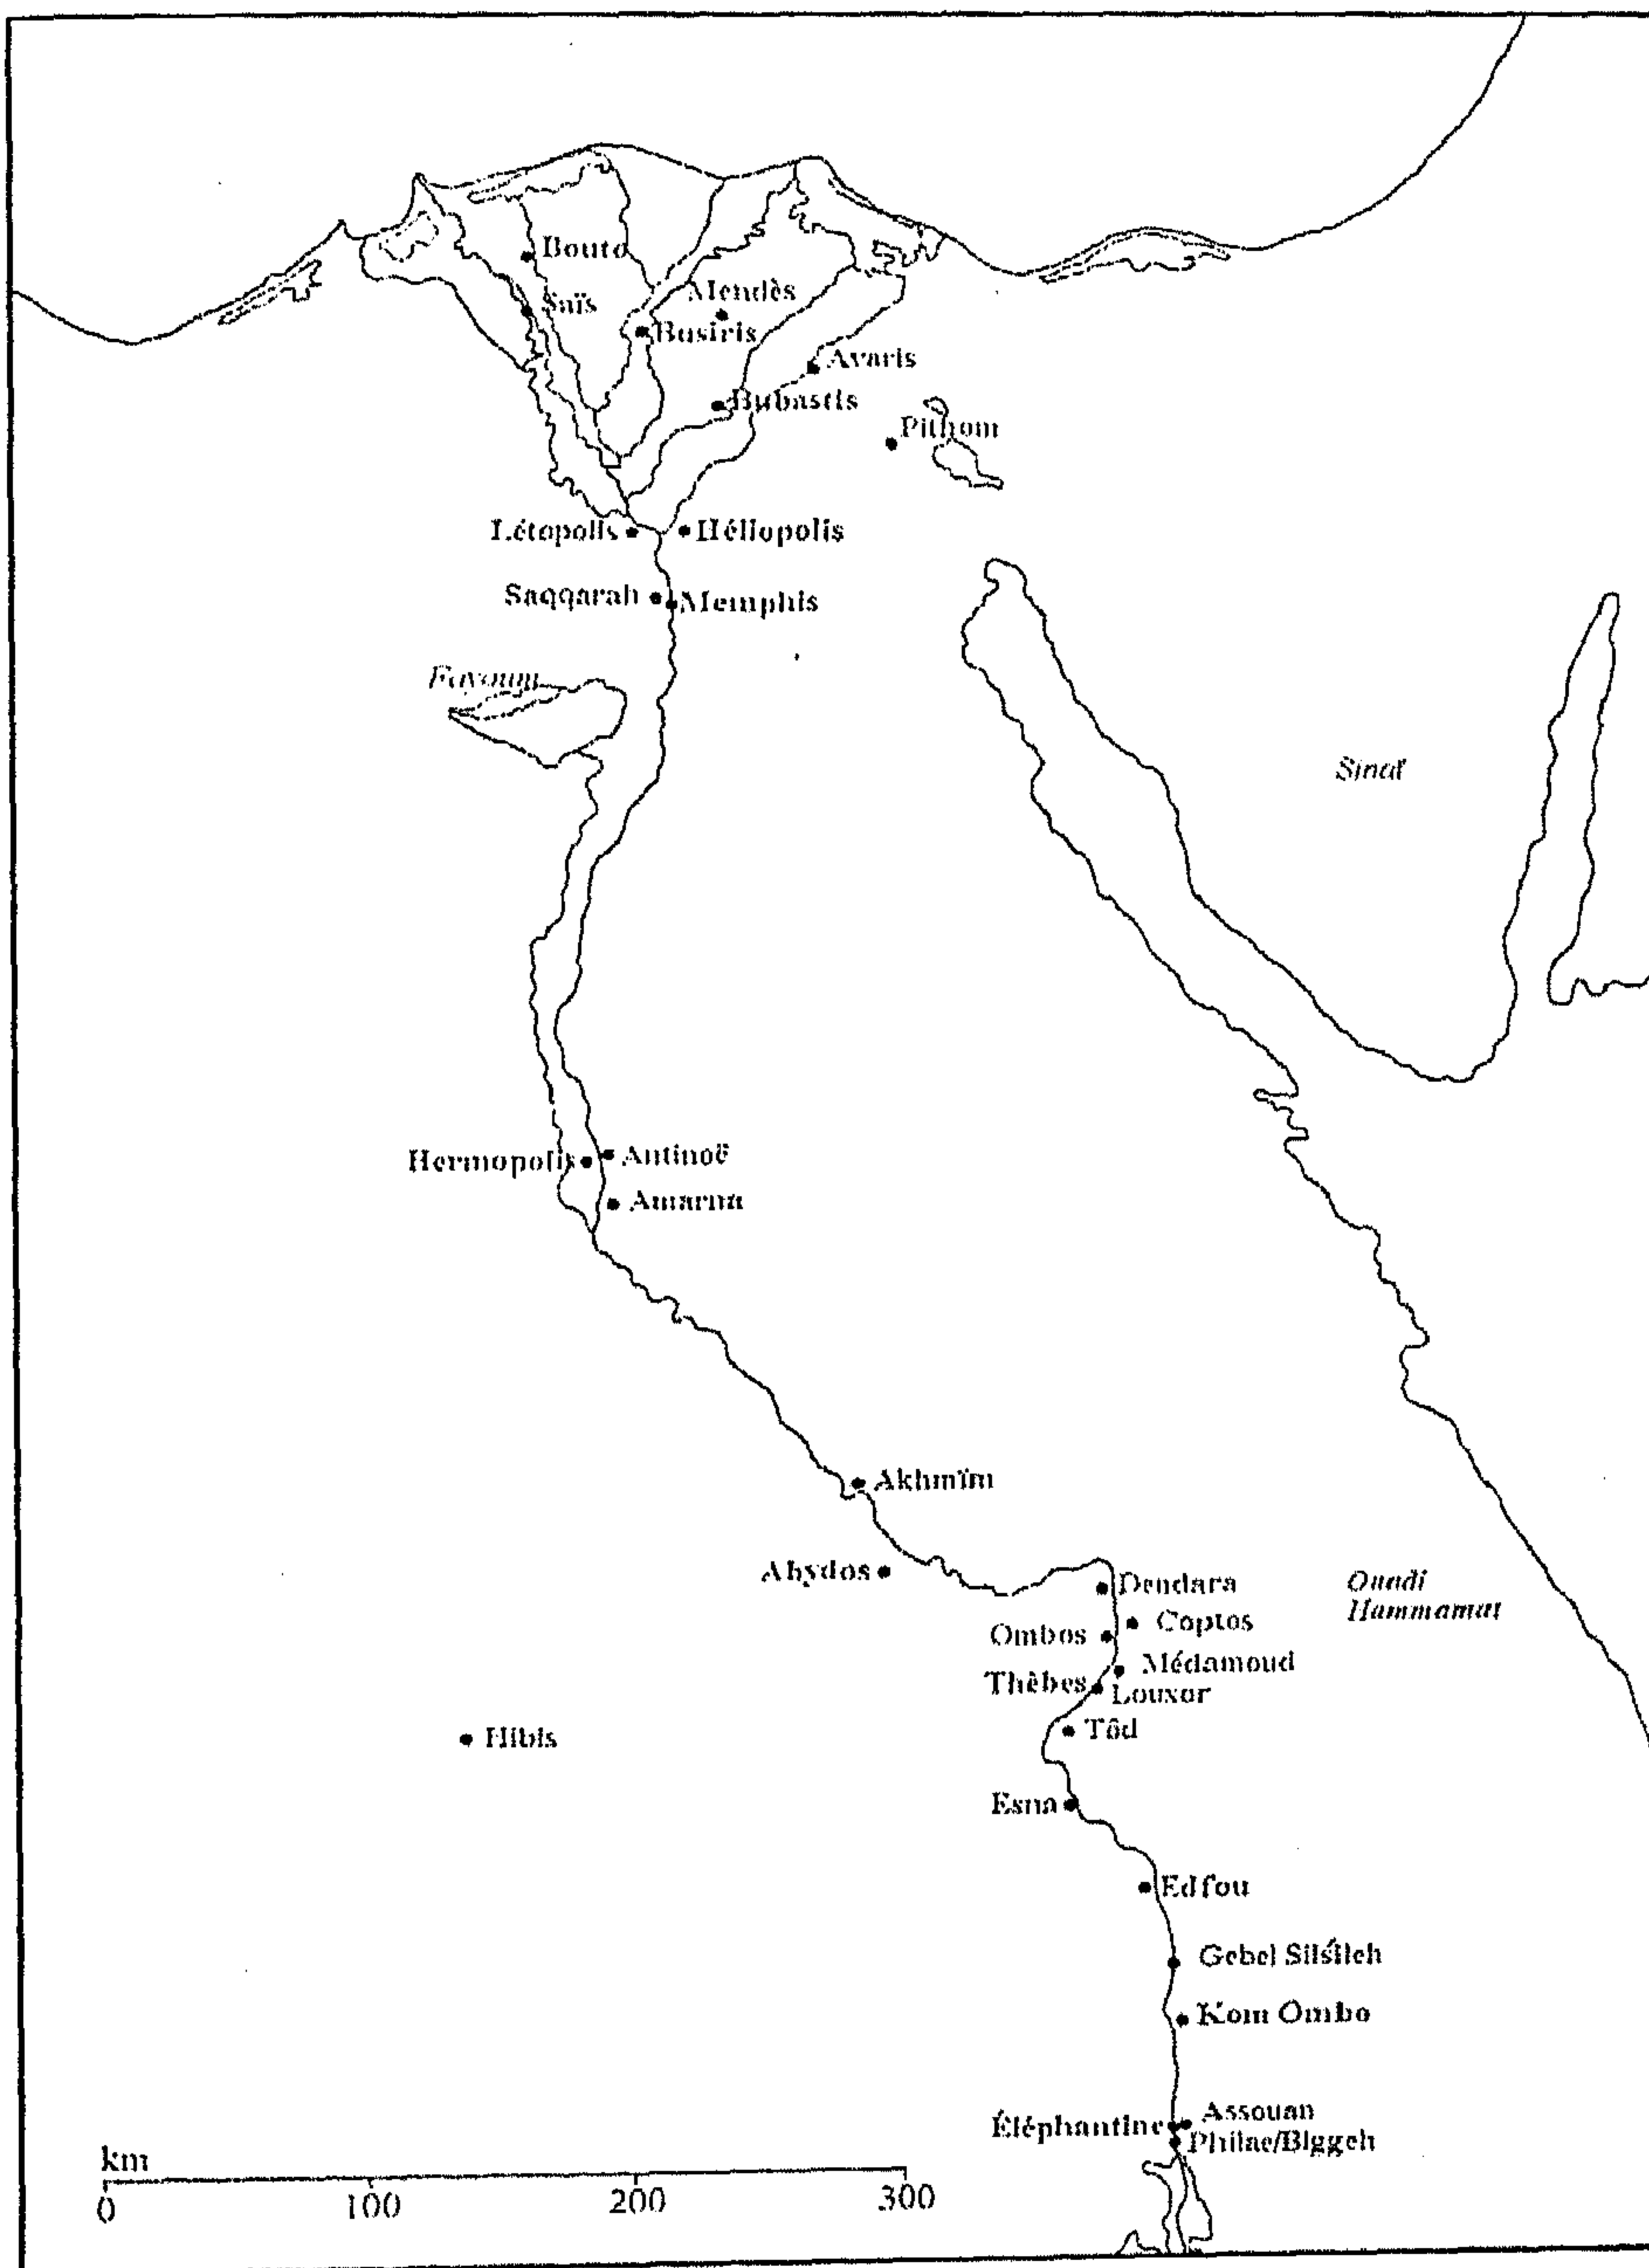 Bouto
Saïs
Mendès
Busiris
Avaris
Bubastis
Pithom
Létopolis
Héliopolis
Saqqarah
Memphis
Fayoum
Sinaï
Hermopolis
Antinoë
Amarna
Akhmïm
Abydos
Dendara
Ouadi
Hammamat
Coptos
Ombos
Médamoud
Thèbes
Louxor
Tôd
Hibis
Esna
Edfou
Gebel Silsileh
Kom Ombo
Assouan
Éléphantine
Philae/Biggeh
km
0 100 200 300